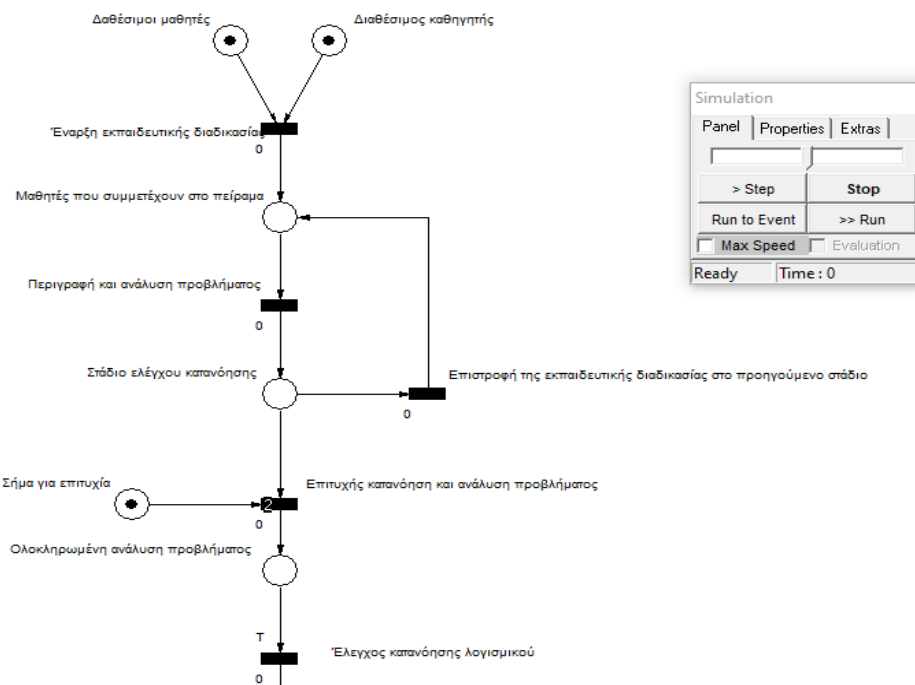 Δαθέσιμοι μαθητές
Διαθέσιμος καθηγητής
Simulation
Panel Properties Extras
Έναρξη εκπαιδευτικής διαδικασίας
0
> Step Stop
Μαθητές που συμμετέχουν στο πείραμα
Run to Event >> Run
Max Speed Evaluation
Ready Time : 0
Περιγραφή και ανάλυση προβλήματος
0
Στάδιο ελέγχου κατανόησης
Επιστροφή της εκπαιδευτικής διαδικασίας στο προηγούμενο στάδιο
0
Σήμα για επιτυχία
Επιτυχής κατανόηση και ανάλυση προβλήματος
2
0
Ολοκληρωμένη ανάλυση προβλήματος
T
Έλεγχος κατανόησης λογισμικού
0